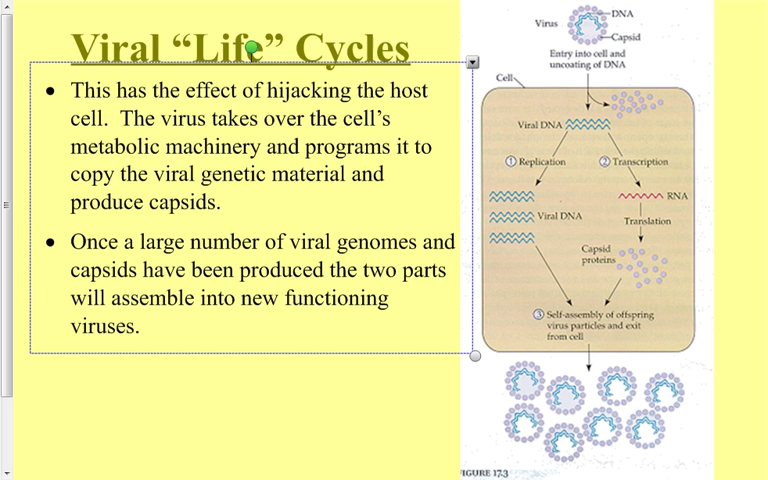 Viral “Life” Cycles
• This has the effect of hijacking the host
cell. The virus takes over the cell’s
metabolic machinery and programs it to
copy the viral genetic material and
produce capsids.
• Once a large number of viral genomes and
capsids have been produced the two parts
will assemble into new functioning
viruses.
Virus
DNA
Capsid
Entry into cell and
uncoating of DNA
Cell
Viral DNA
① Replication
② Transcription
RNA
Viral DNA
Translation
Capsid
proteins
③ Self-assembly of offspring
virus particles and exit
from cell
IGURE 17.3